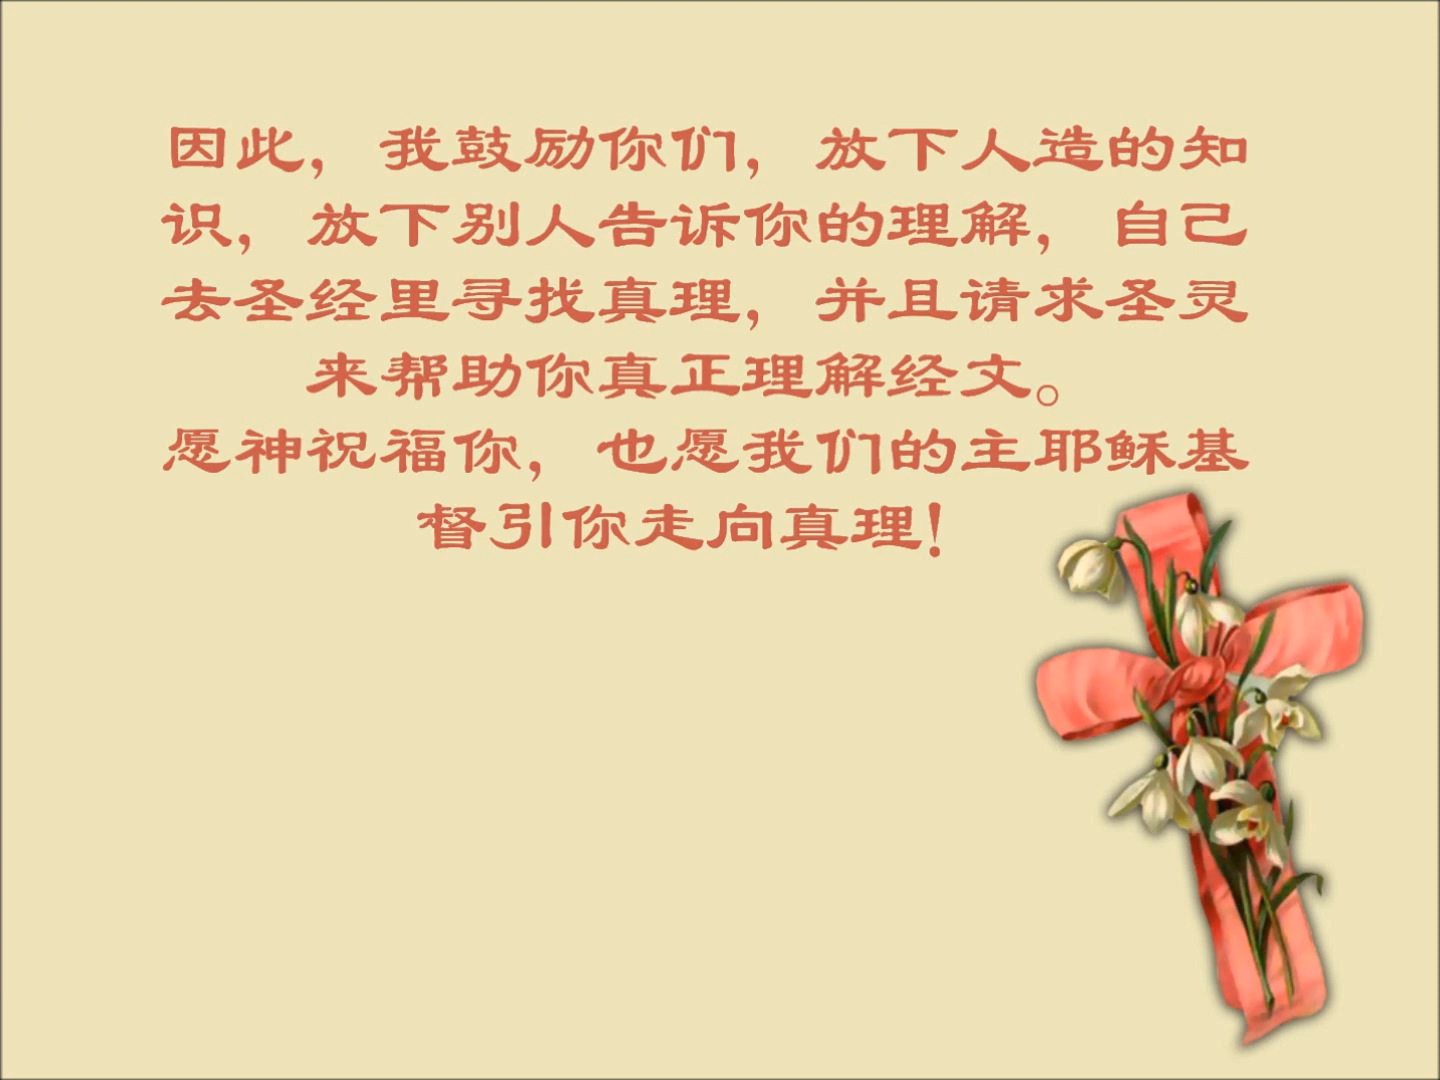 因此，我鼓励你们，放下人造的知
识，放下别人告诉你的理解，自己
去圣经里寻找真理，并且请求圣灵
来帮助你真正理解经文。
愿神祝福你，也愿我们的主耶稣基
督引你走向真理！